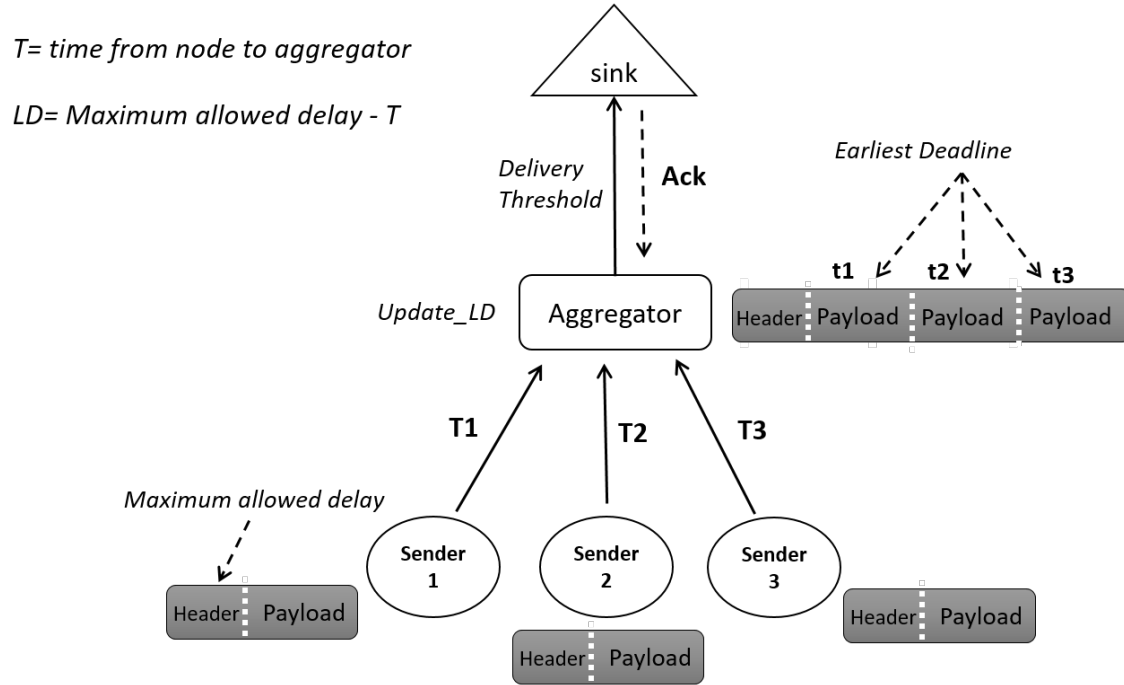 T= time from node to aggregator
LD= Maximum allowed delay - T
sink
Delivery
Threshold
Ack
Earliest Deadline
t1 t2 t3
Update_LD
Aggregator
Header Payload Payload Payload
T1
T2
T3
Maximum allowed delay
Sender
1
Sender
2
Sender
3
Header Payload
Header Payload
Header Payload